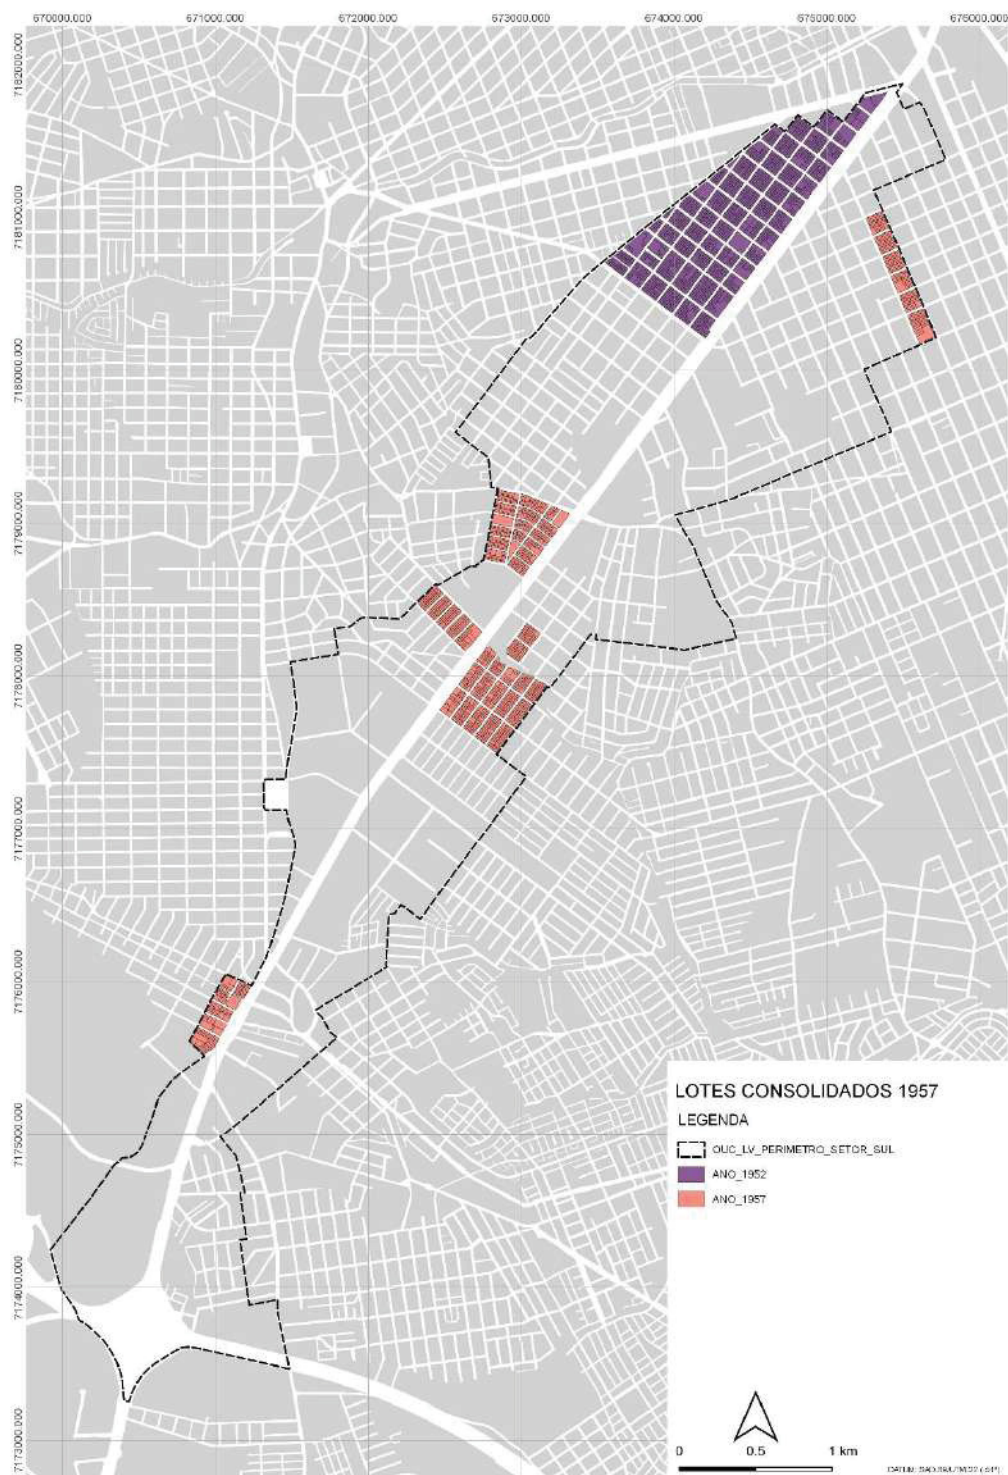 670000.000 671000.000 672000.000 673000.000 674000.000 675000.000 676000.000
7182000.000
7181000.000
7180000.000
7179000.000
7178000.000
7177000.000
7176000.000
7175000.000
7174000.000
7173000.000
LOTES CONSOLIDADOS 1957
LEGENDA
OUC_LV_PERIMETRO_SETOR_SUL
ANO_1952
ANO_1957
0 0.5 1 km